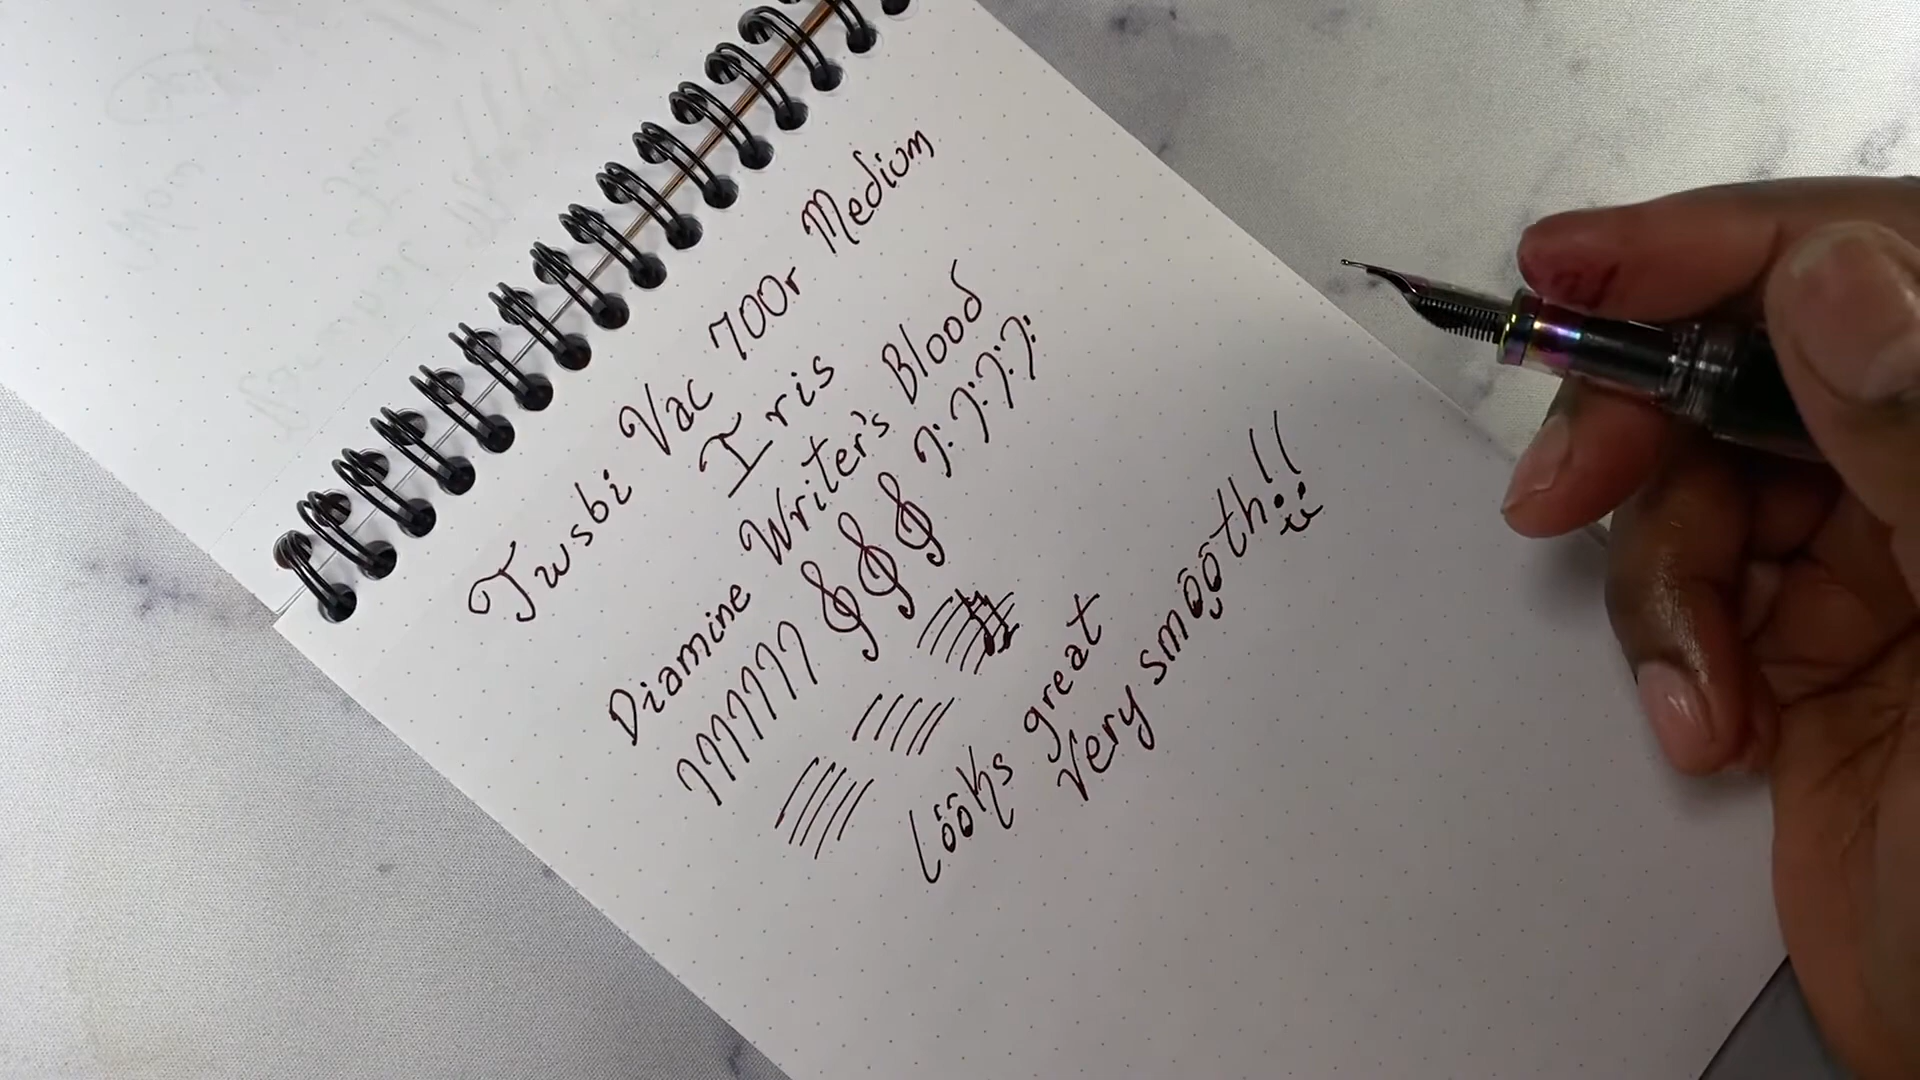 Twsbi Vac 700r Medium
Iris
Diamine Writer's Blood
Looks great
Very smooth!!